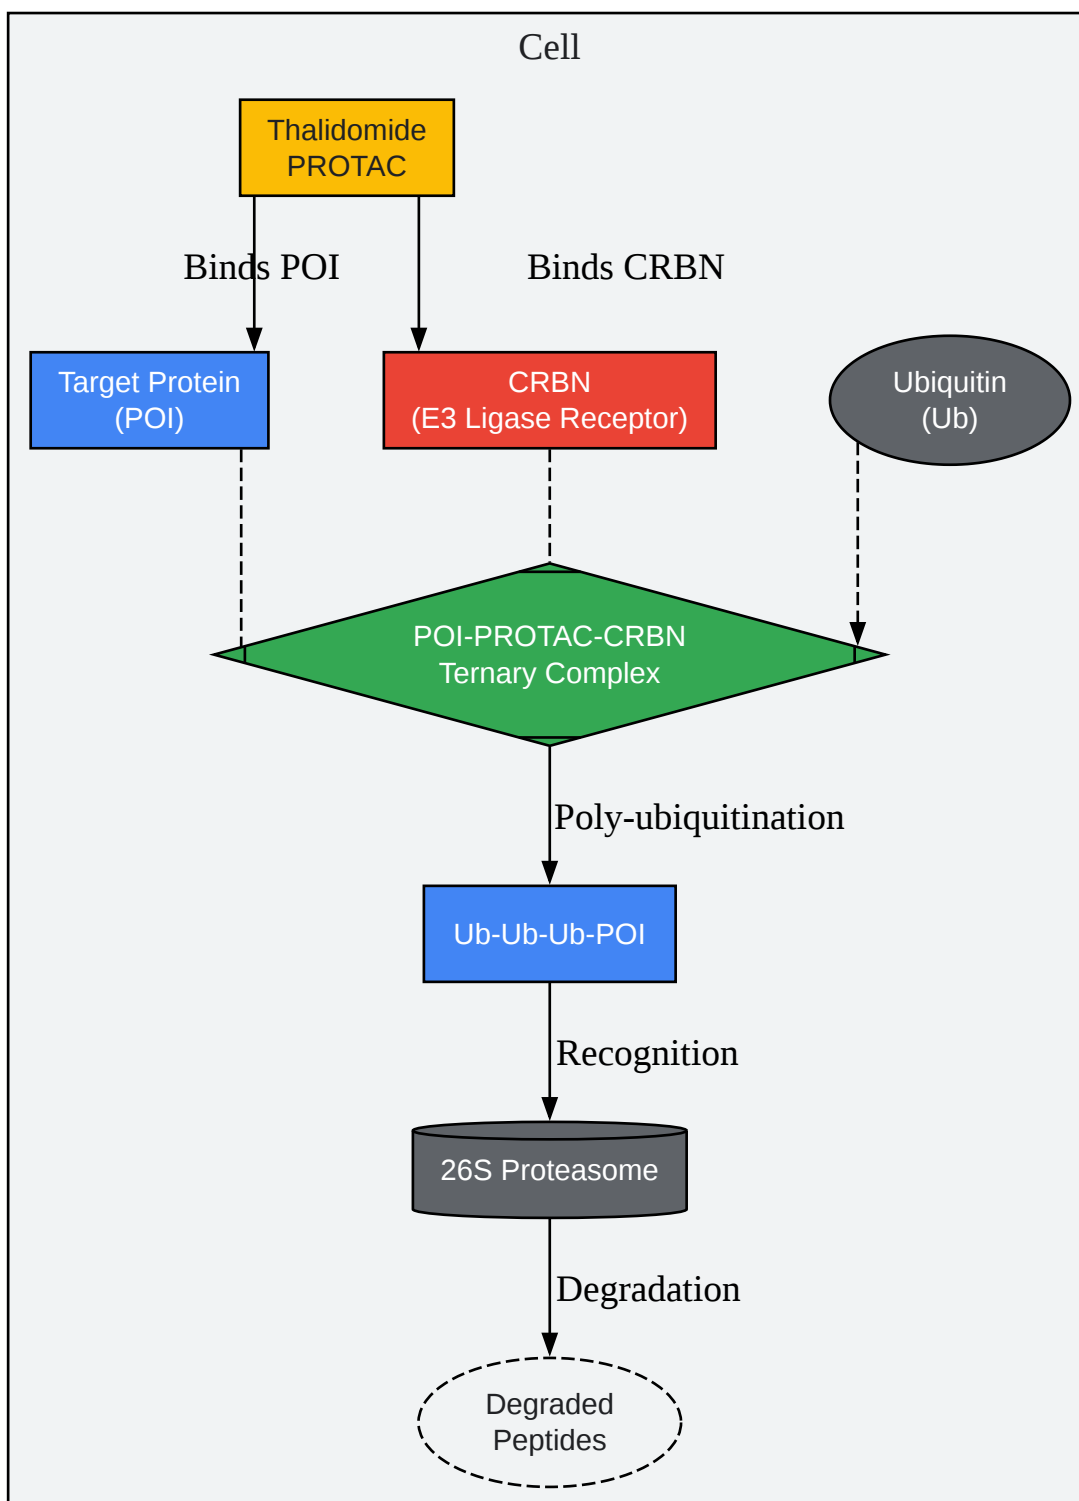 Cell
Thalidomide
PROTAC
Binds POI
Binds CRBN
Target Protein
(POI)
CRBN
(E3 Ligase Receptor)
Ubiquitin
(Ub)
POI-PROTAC-CRBN
Ternary Complex
Poly-ubiquitination
Ub-Ub-Ub-POI
Recognition
26S Proteasome
Degradation
Degraded
Peptides